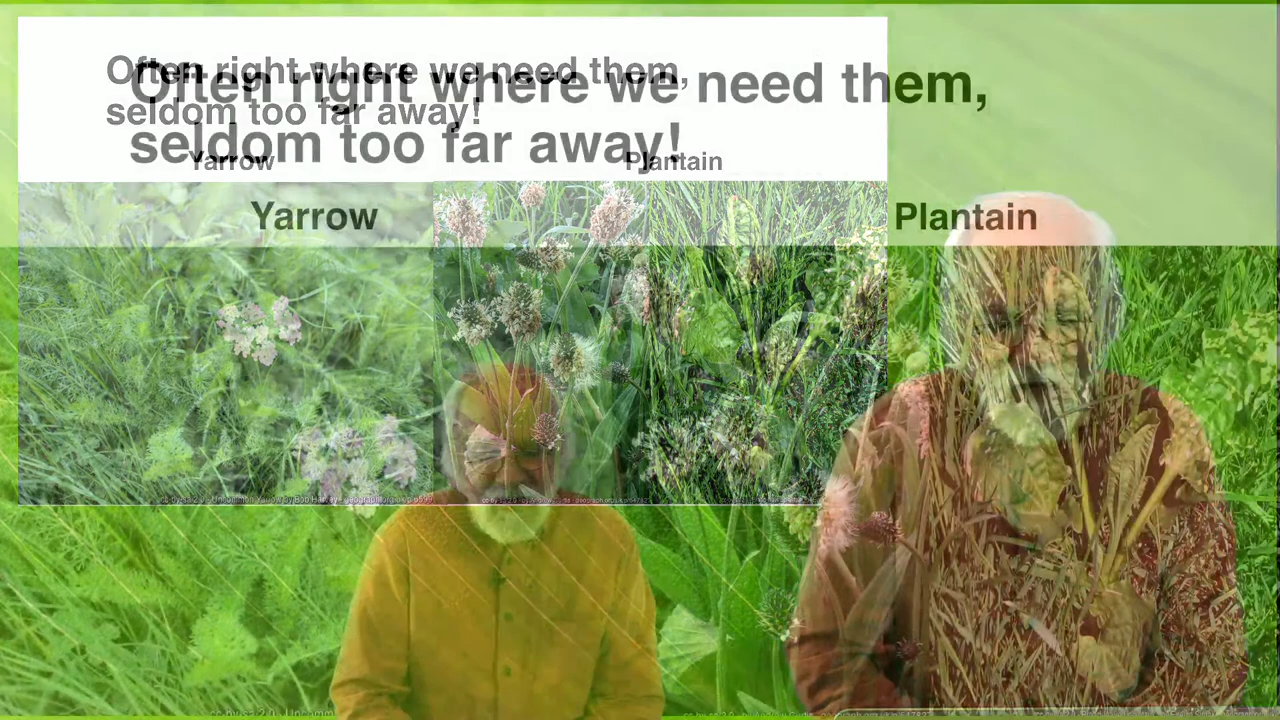 Often right where we need them,
seldom too far away!
Yarrow
Plantain
Often right where we need them,
seldom too far away!
Yarrow
Plantain